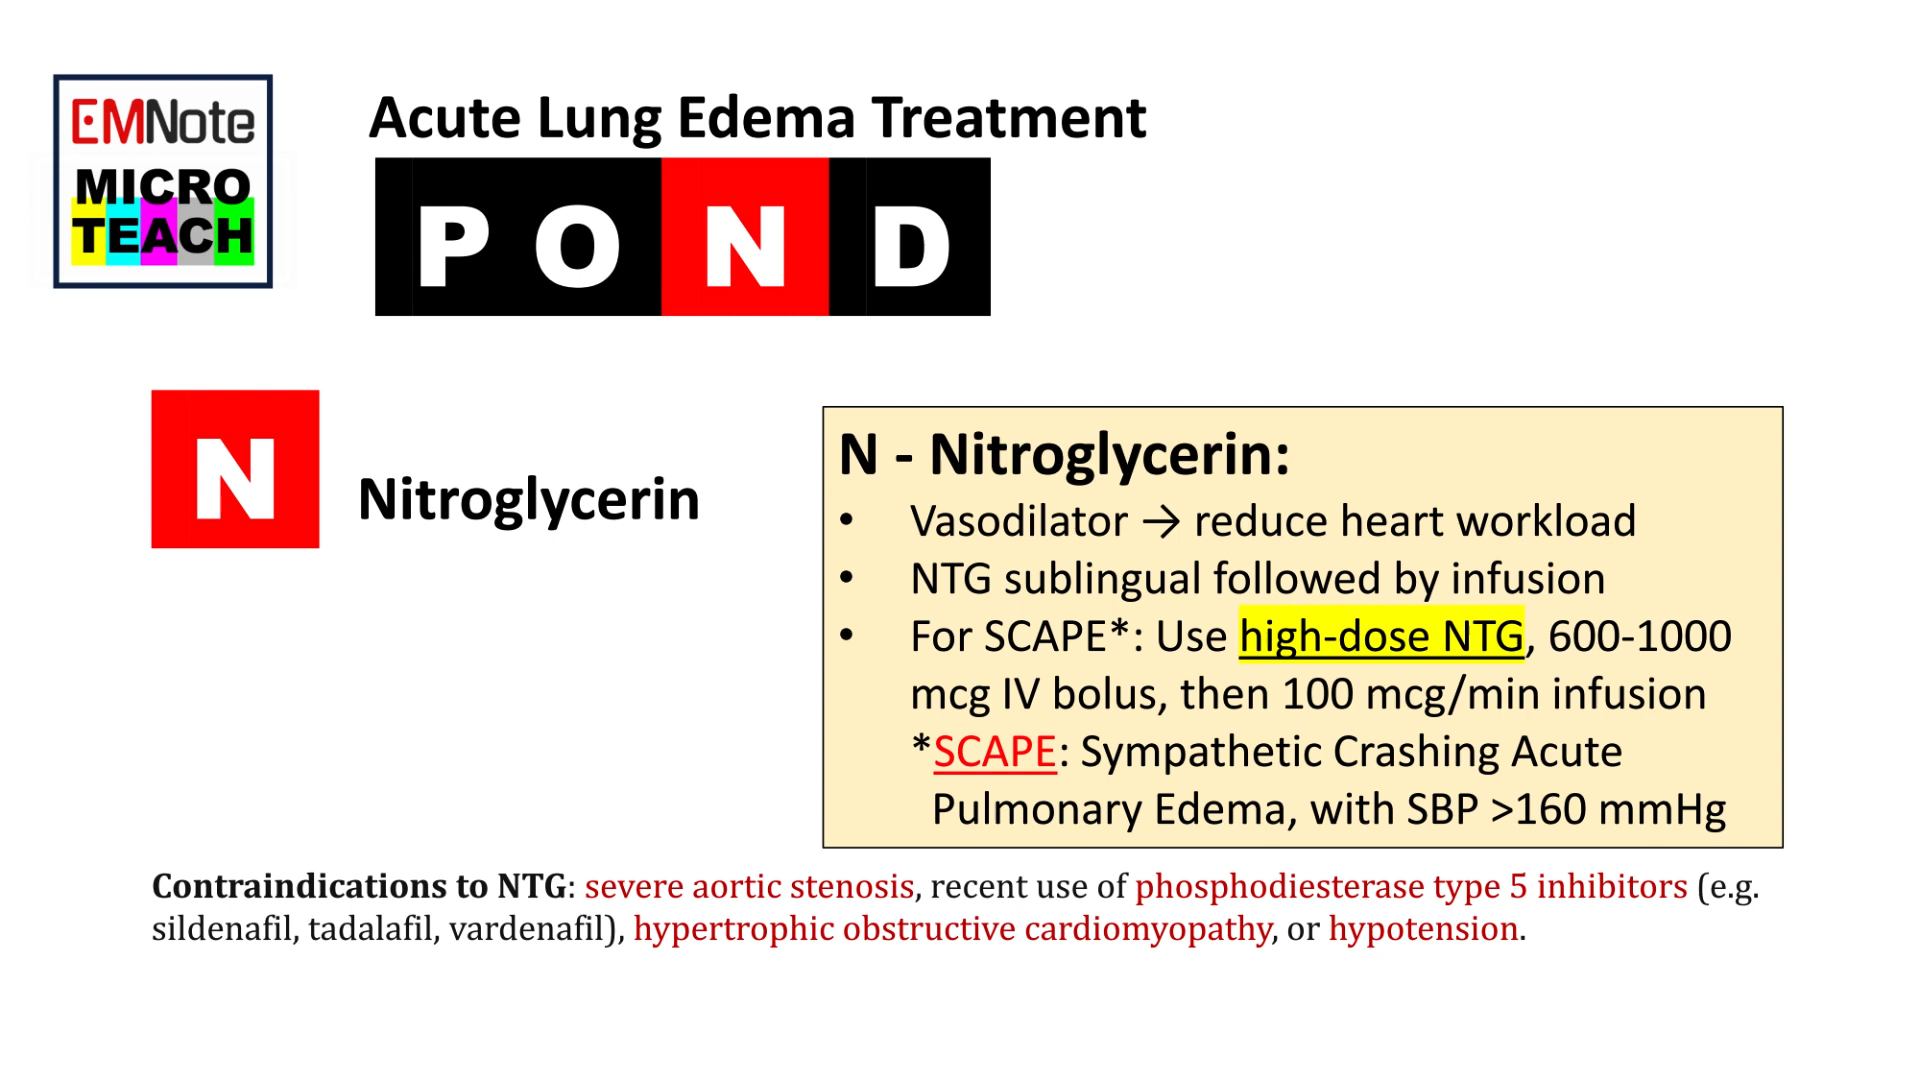 EMNote
MICRO
TEACH
Acute Lung Edema Treatment
P O N D
N
Nitroglycerin
N - Nitroglycerin:
• Vasodilator → reduce heart workload
• NTG sublingual followed by infusion
• For SCAPE*: Use high-dose NTG, 600-1000
mcg IV bolus, then 100 mcg/min infusion
*SCAPE: Sympathetic Crashing Acute
Pulmonary Edema, with SBP >160 mmHg
Contraindications to NTG: severe aortic stenosis, recent use of phosphodiesterase type 5 inhibitors (e.g.
sildenafil, tadalafil, vardenafil), hypertrophic obstructive cardiomyopathy, or hypotension.